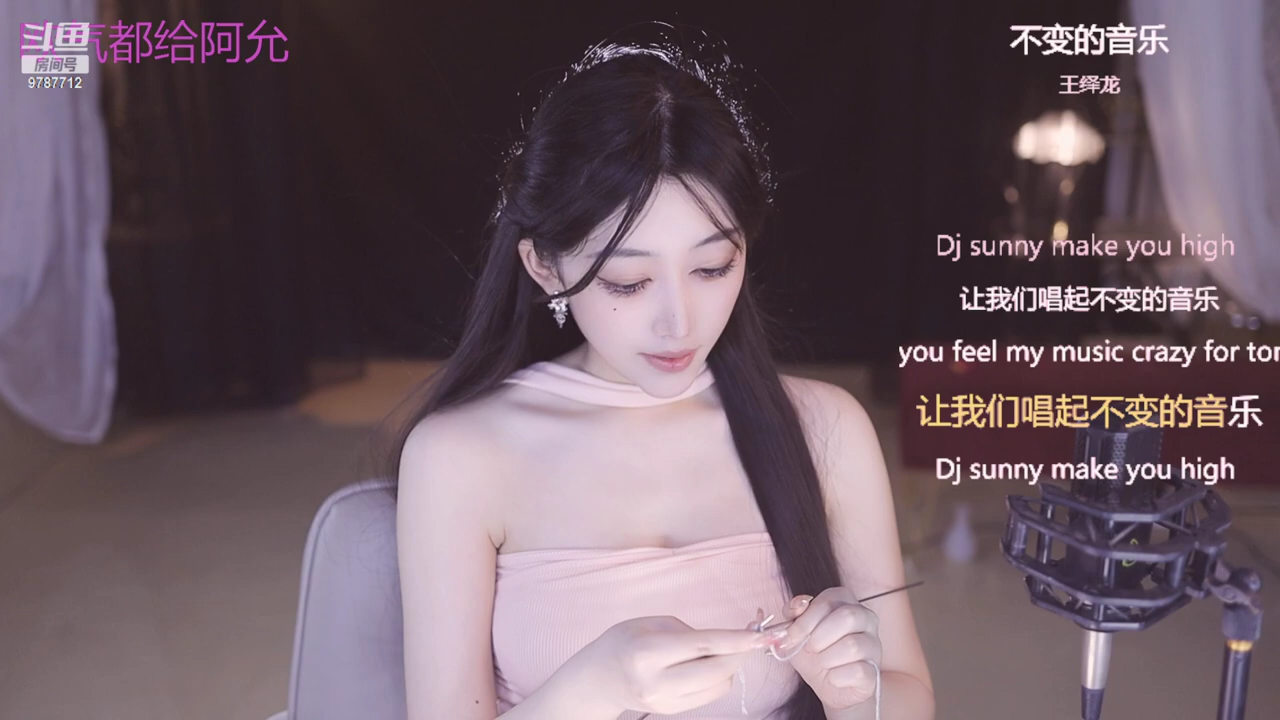 斗鱼
房间号
9787712
气都给阿允
不变的音乐
王绎龙
Dj sunny make you high
让我们唱起不变的音乐
you feel my music crazy for
让我们唱起不变的音乐
Dj sunny make you high